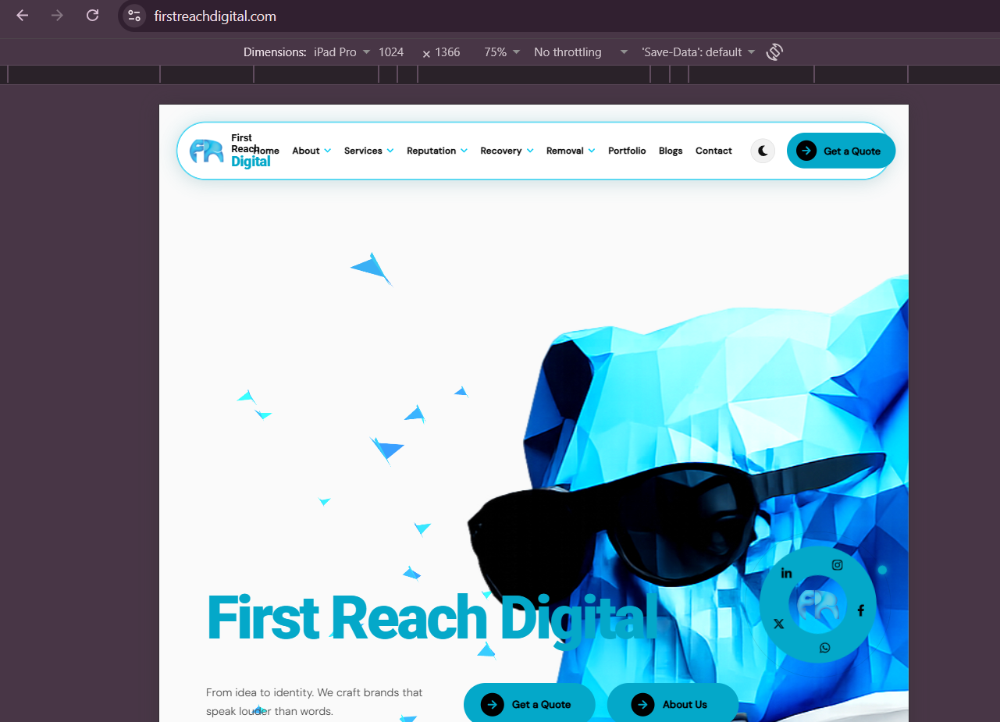 firstreachdigital.com
Dimensions: iPad Pro 1024 × 1366 75% No throttling 'Save-Data': default
First
Reach
Digital
Home About Services Reputation Recovery Removal Portfolio Blogs Contact Get a Quote
First Reach Digital
From idea to identity. We craft brands that
speak louder than words.
Get a Quote About Us